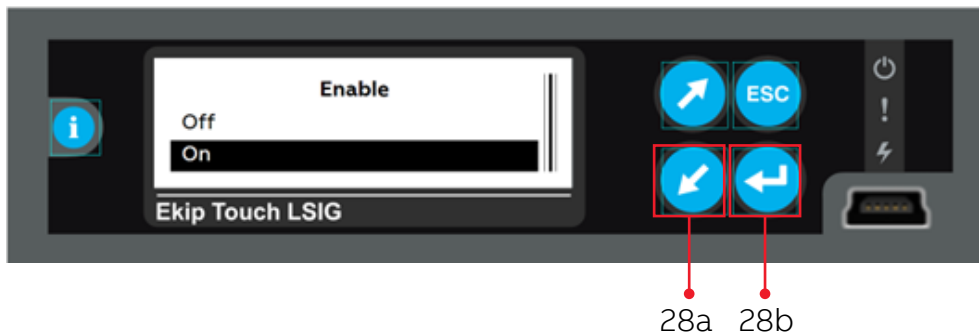 Enable
Off
On
Ekip Touch LSIG
i
ESC
!
28a 28b